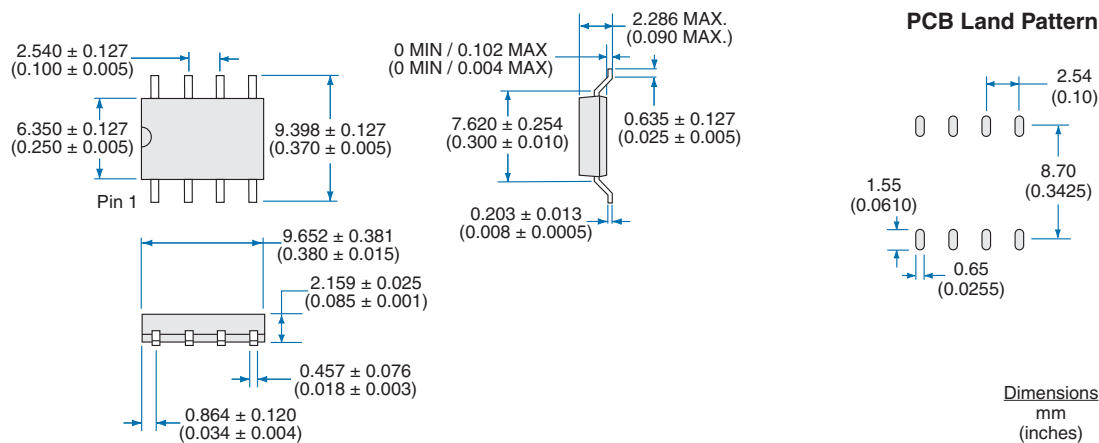 2.540 ± 0.127
(0.100 ± 0.005)
6.350 ± 0.127
(0.250 ± 0.005)
9.398 ± 0.127
(0.370 ± 0.005)
Pin 1
9.652 ± 0.381
(0.380 ± 0.015)
2.159 ± 0.025
(0.085 ± 0.001)
0.457 ± 0.076
(0.018 ± 0.003)
0.864 ± 0.120
(0.034 ± 0.004)
2.286 MAX.
(0.090 MAX.)
0 MIN / 0.102 MAX
(0 MIN / 0.004 MAX)
7.620 ± 0.254
(0.300 ± 0.010)
0.635 ± 0.127
(0.025 ± 0.005)
0.203 ± 0.013
(0.008 ± 0.0005)
PCB Land Pattern
2.54
(0.10)
8.70
(0.3425)
1.55
(0.0610)
0.65
(0.0255)
Dimensions
mm
(inches)